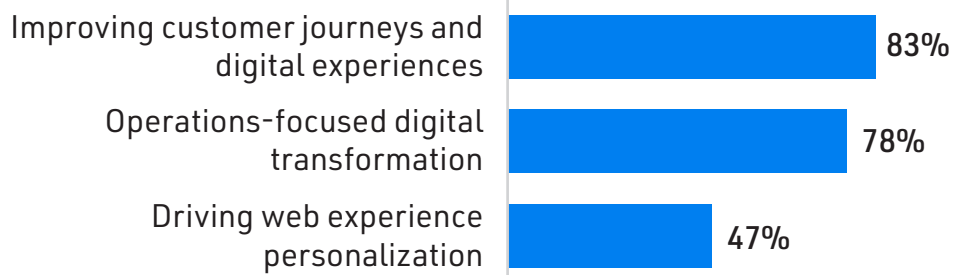 Improving customer journeys and
digital experiences
83%
Operations-focused digital
transformation
78%
Driving web experience
personalization
47%